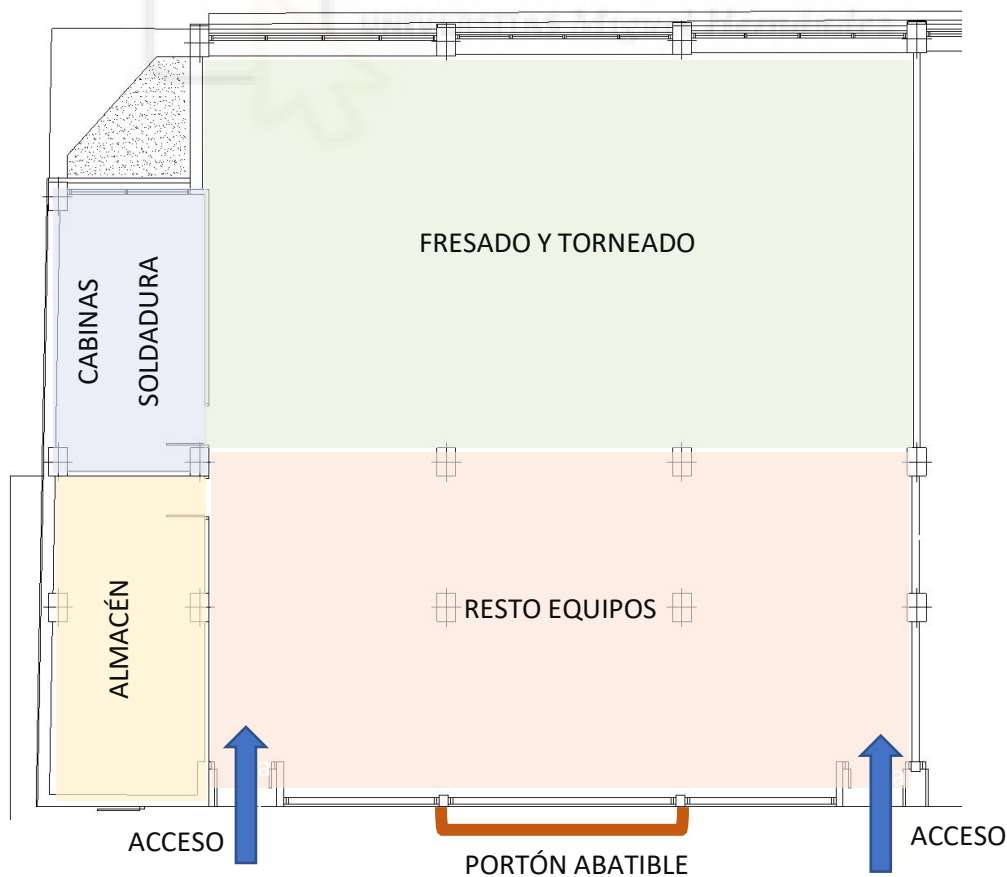 FRESADO Y TORNEADO
CABINAS
SOLDADURA
RESTO EQUIPOS
ALMACÉN
ACCESO
ACCESO
PORTÓN ABATIBLE